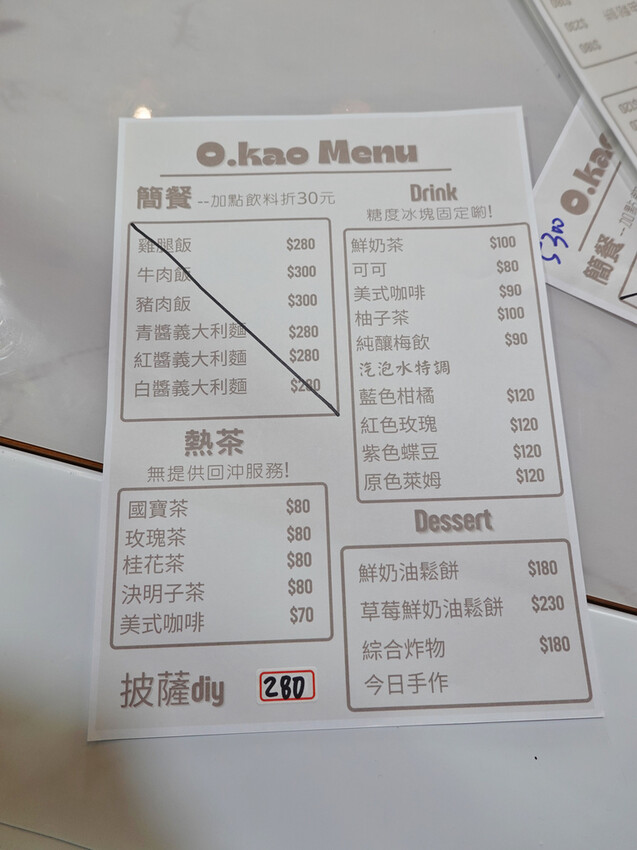 O.kao Menu
簡餐 --加點飲料折30元
雞腿飯 $280
牛肉飯 $300
豬肉飯 $300
青醬義大利麵 $280
紅醬義大利麵 $280
白醬義大利麵 $280
熱茶
無提供回沖服務!
國寶茶 $80
玫瑰茶 $80
桂花茶 $80
決明子茶 $80
美式咖啡 $70
披薩diy 280
Drink
糖度冰塊固定喲!
鮮奶茶 $100
可可 $80
美式咖啡 $90
柚子茶 $100
純釀梅飲 $90
汽泡水特調
藍色柑橘 $120
紅色玫瑰 $120
紫色蝶豆 $120
原色萊姆 $120
Dessert
鮮奶油鬆餅 $180
草莓鮮奶油鬆餅 $230
綜合炸物 $180
今日手作
O.kao
簡餐
$230
$180